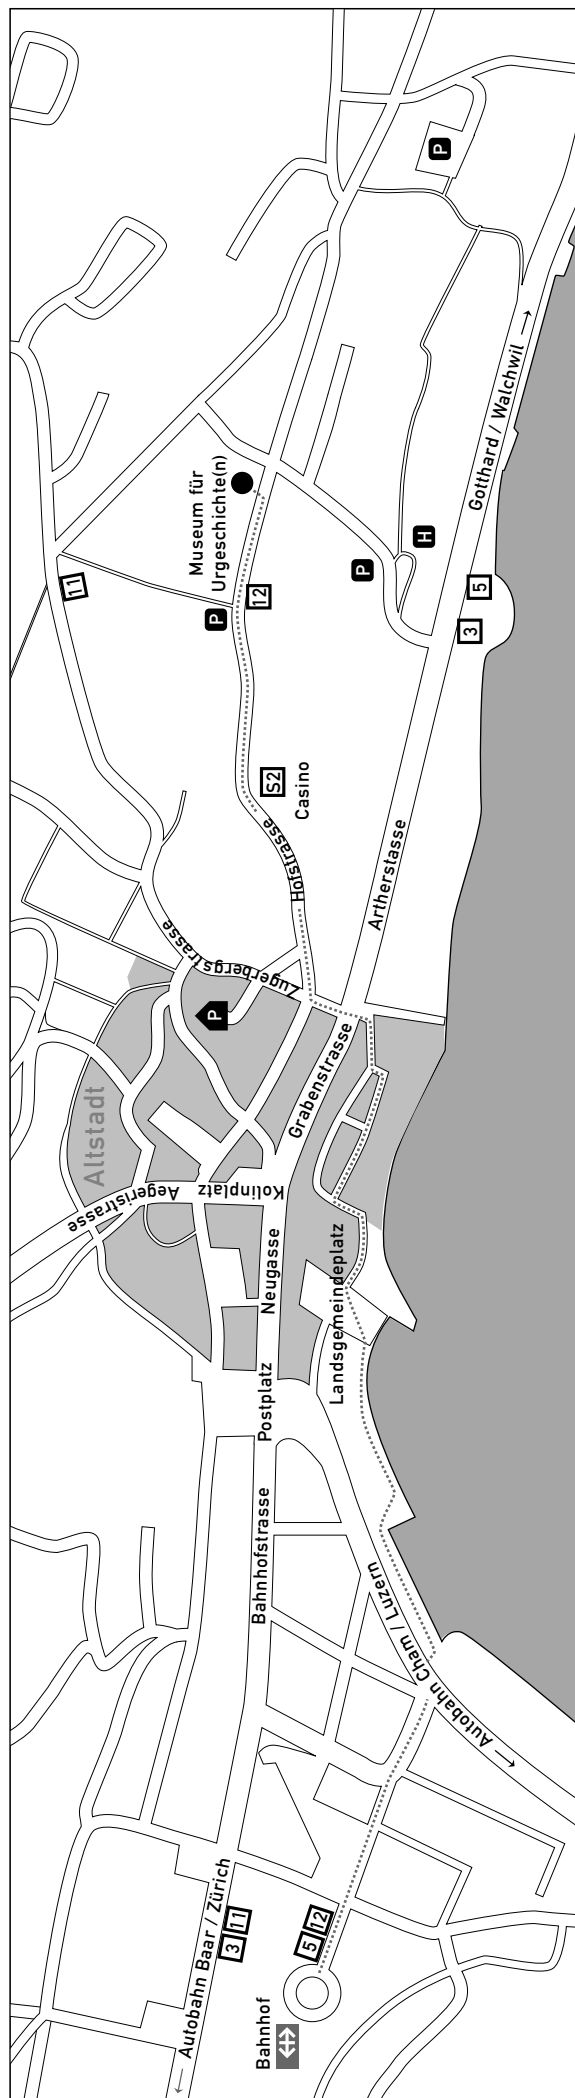 Bahnhof
← Autobahn Baar / Zürich
3
11
5
12
Bahnhofstrasse
← Autobahn Cham / Luzern
Postplatz
Landsgemeindeplatz
Neugasse
Kolinplatz
Aegeristrasse
Altstadt
Grabenstrasse
P
Zugerbergstrasse
Hofstrasse
Artherstasse
Casino
S2
P
12
11
Museum für
Urgeschichte(n)
P
H
3
5
Gotthard / Walchwil →
P